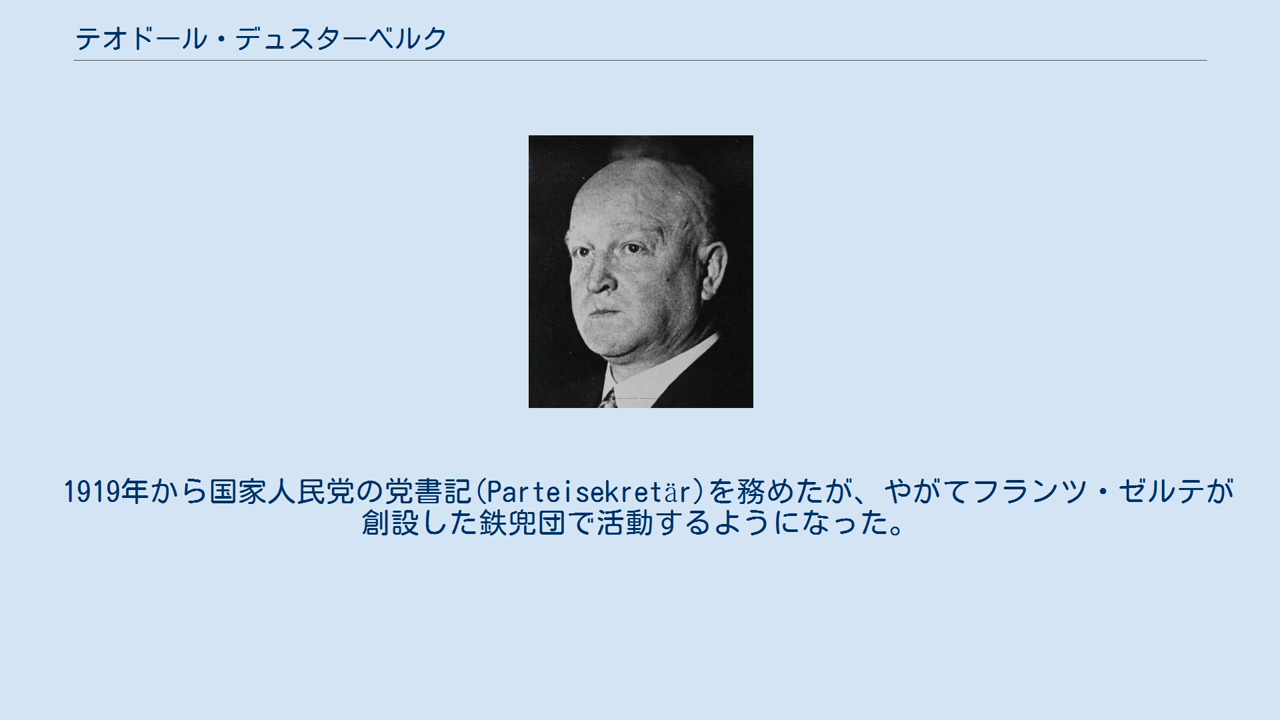 テオドール・デュスターベルク
1919年から国家人民党の党書記(Parteisekretär)を務めたが、やがてフランツ・ゼルテが
創設した鉄兜団で活動するようになった。